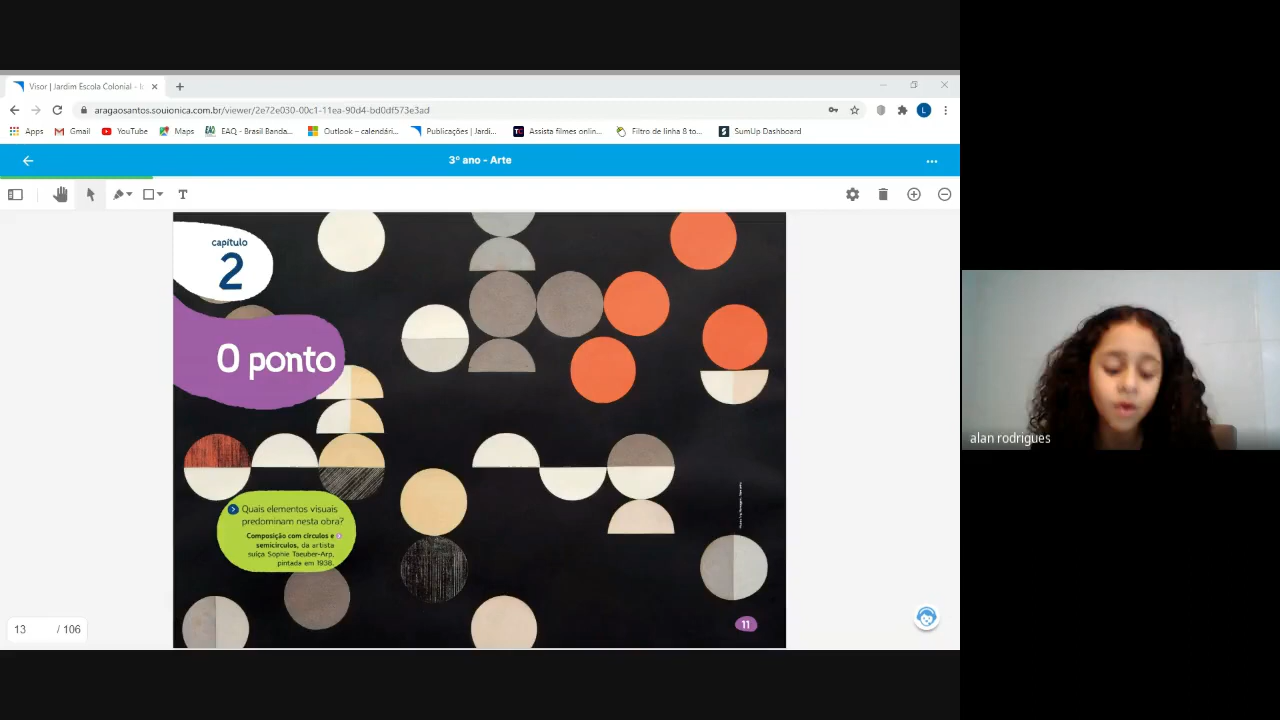 Visor | Jardim Escola Colonial - I
aragaosantos.souionica.com.br/viewer/2e72e030-00c1-11ea-90d4-bd0df573e3ad
L
Apps
Gmail
YouTube
Maps
EAQ - Brasil Banda...
Outlook – calendári...
Publicações | Jardi...
Assista filmes onlin...
Filtro de linha 8 to...
SumUp Dashboard
3º ano - Arte
T
capítulo
2
O ponto
Quais elementos visuais
predominam nesta obra?
Composição com círculos e
semicírculos, da artista
suíça Sophie Taeuber-Arp,
pintada em 1938.
11
13 / 106
alan rodrigues